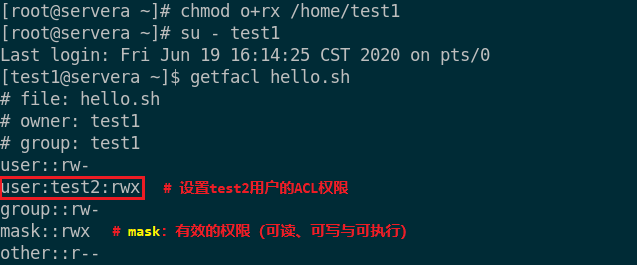 [root@servera ~]# chmod o+rx /home/test1
[root@servera ~]# su - test1
Last login: Fri Jun 19 16:14:25 CST 2020 on pts/0
[test1@servera ~]$ getfacl hello.sh
# file: hello.sh
# owner: test1
# group: test1
user::rw-
user:test2:rwx # 设置test2用户的ACL权限
group::rw-
mask::rwx # mask：有效的权限（可读、可写与可执行）
other::r--